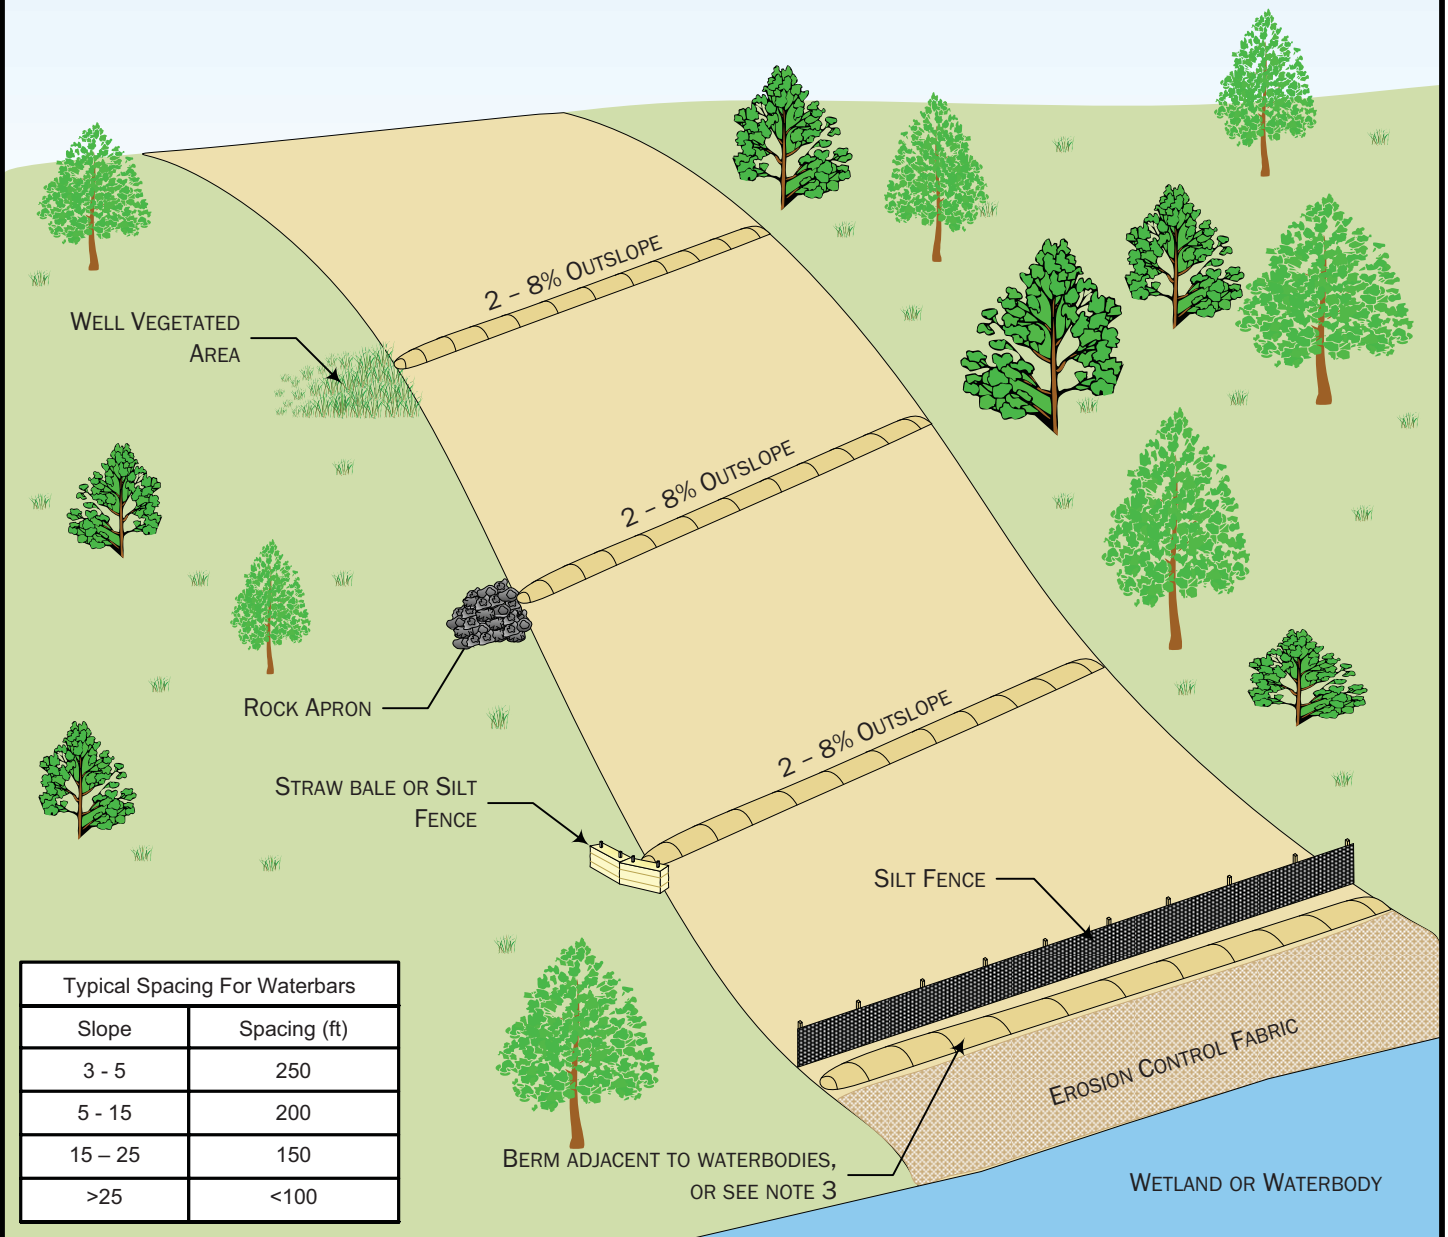 2 – 8% OUTSLOPE
WELL VEGETATED
AREA
2 – 8% OUTSLOPE
ROCK APRON
2 – 8% OUTSLOPE
STRAW BALE OR SILT
FENCE
SILT FENCE
EROSION CONTROL FABRIC
BERM ADJACENT TO WATERBODIES,
OR SEE NOTE 3
WETLAND OR WATERBODY
Typical Spacing For Waterbars
Slope Spacing (ft)
3 - 5 250
5 - 15 200
15 – 25 150
>25 <100